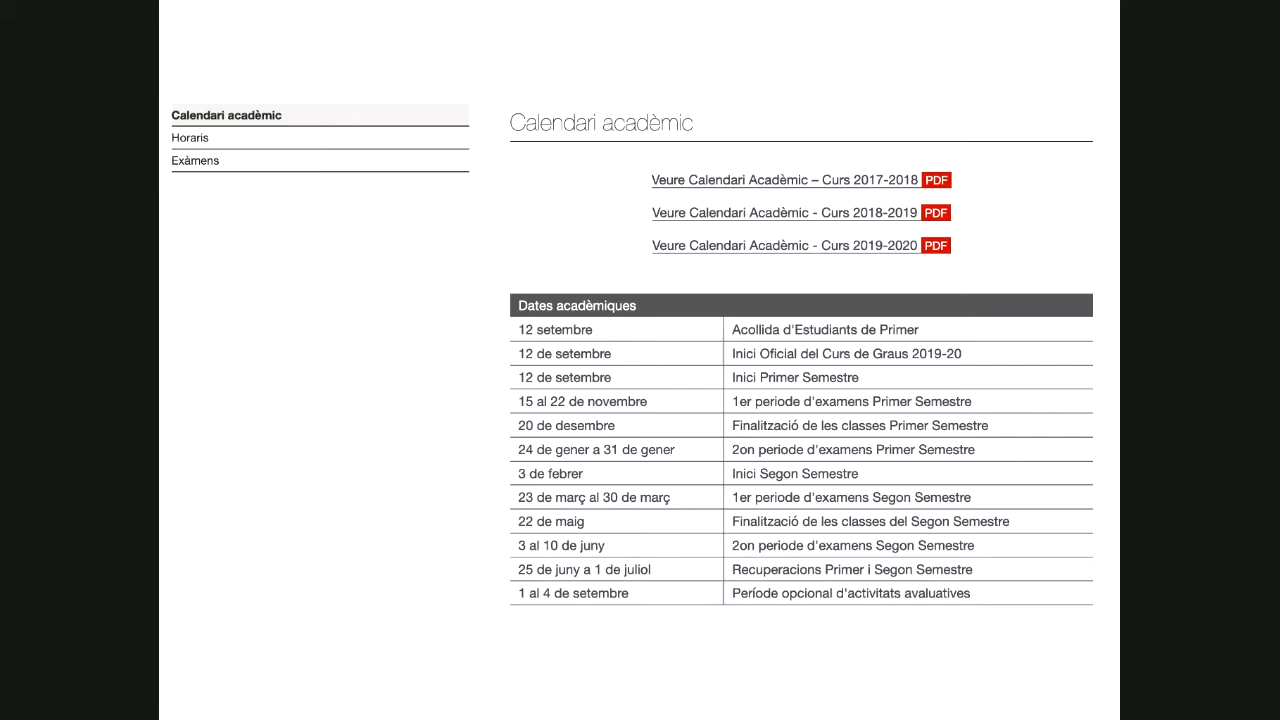 Calendari acadèmic
Horaris
Exàmens
Calendari acadèmic
Veure Calendari Acadèmic – Curs 2017-2018 PDF
Veure Calendari Acadèmic - Curs 2018-2019 PDF
Veure Calendari Acadèmic - Curs 2019-2020 PDF
Dates acadèmiques
12 setembre Acollida d'Estudiants de Primer
12 de setembre Inici Oficial del Curs de Graus 2019-20
12 de setembre Inici Primer Semestre
15 al 22 de novembre 1er periode d'examens Primer Semestre
20 de desembre Finalització de les classes Primer Semestre
24 de gener a 31 de gener 2on periode d'examens Primer Semestre
3 de febrer Inici Segon Semestre
23 de març al 30 de març 1er periode d'examens Segon Semestre
22 de maig Finalització de les classes del Segon Semestre
3 al 10 de juny 2on periode d'examens Segon Semestre
25 de juny a 1 de juliol Recuperacions Primer i Segon Semestre
1 al 4 de setembre Període opcional d'activitats avaluatives